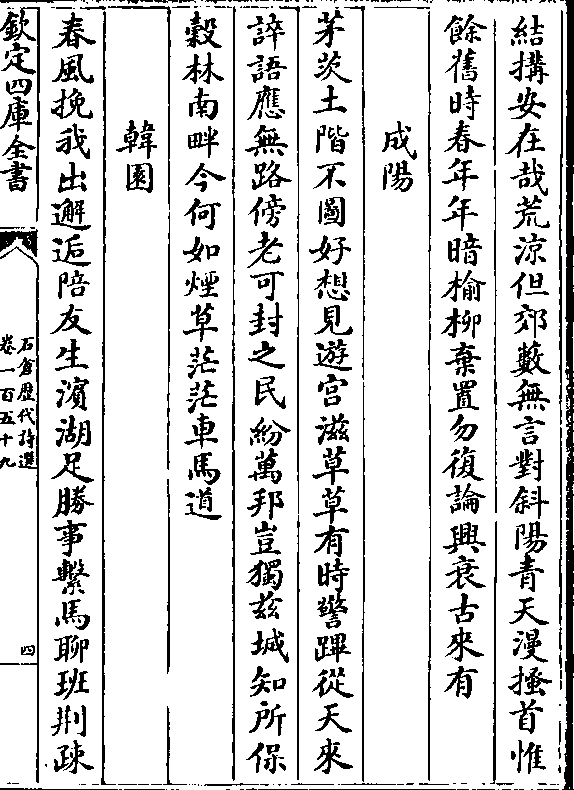 結搆安在哉荒涼但郊藪無言對斜陽青天漫搔首惟
餘舊時春年年暗榆柳棄置勿復論興衰古來有
成陽
茅茨土階不圖好想見遊宮滋草草有時警蹕從天來
誶語應無路傍老可封之民紛萬邦豈獨兹城知所保
穀林南畔今何如煙草茫茫車馬道
韓園
春風挽我出邂逅陪友生濵湖足勝事繫馬聊班荆疎
欽定四庫全書
石倉歴代詩選
卷一百五十九
四